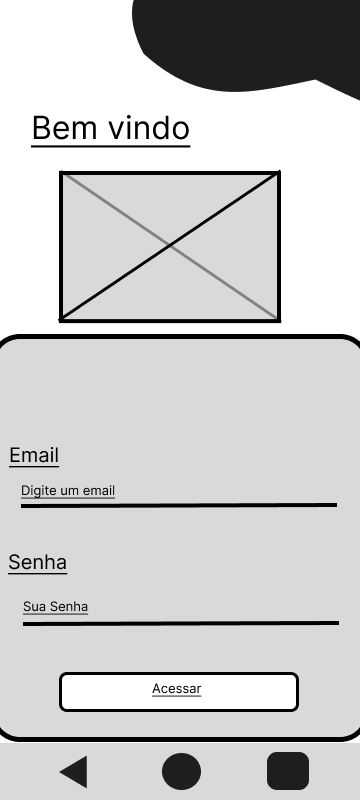 Bem vindo
Email
Digite um email
Senha
Sua Senha
Acessar